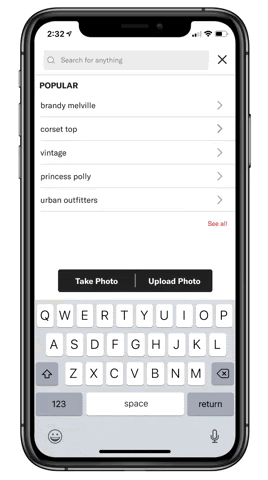 2:32
Search for anything
POPULAR
brandy melville
corset top
vintage
princess polly
urban outfitters
See all
Take Photo
Upload Photo
Q W E R T Y U I O P
A S D F G H J K L
Z X C V B N M
123
space
return